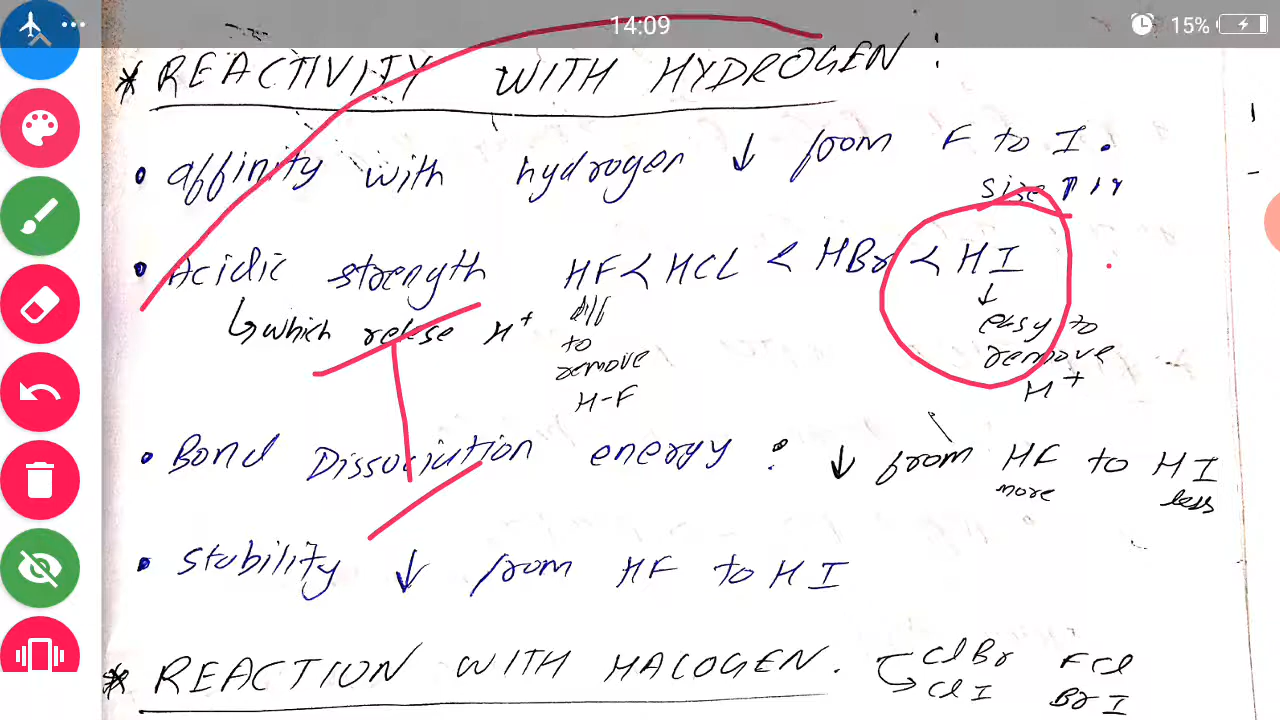 14:09
15%
* REACTIVITY WITH HYDROGEN :
• affinity with hydrogen ↓ from F to I.
size ↑
• Acidic strength HF < HCL < HBr < HI
↳ which relese H+
diff
to
remove
H-F
↓
easy to
remove
H+
• Bond Dissociation energy : ↓ from HF to HI
more less
• Stability ↓ from HF to HI
* REACTION WITH HALOGEN.
ClBr FCl
ClI BrI